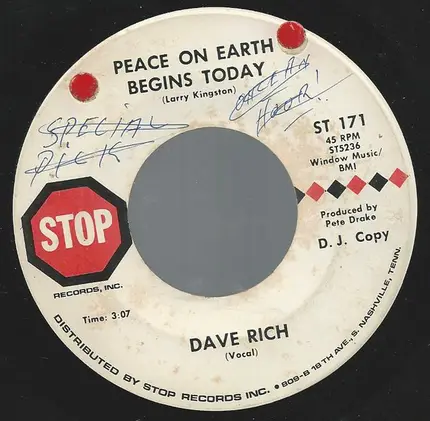 PEACE ON EARTH
BEGINS TODAY
(Larry Kingston)
SPECIAL
PICK
HOUR!
ST 171
45 RPM
ST5236
Window Music/
BMI
STOP
RECORDS, INC.
Produced by
Pete Drake
D. J. Copy
Time: 3:07
DAVE RICH
(Vocal)
DISTRIBUTED BY STOP RECORDS INC. • 809-B 18TH AVE., S. NASHVILLE, TENN.